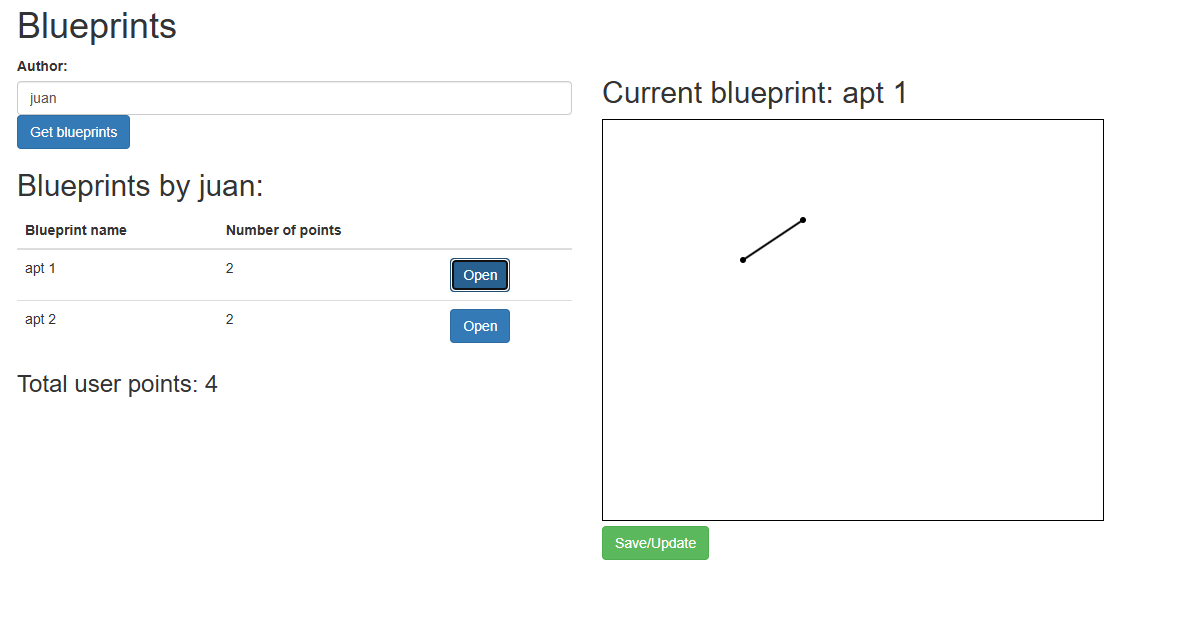 Blueprints
Author:
juan
Get blueprints
Blueprints by juan:
Blueprint name Number of points
apt 1 2 Open
apt 2 2 Open
Total user points: 4
Current blueprint: apt 1
Save/Update